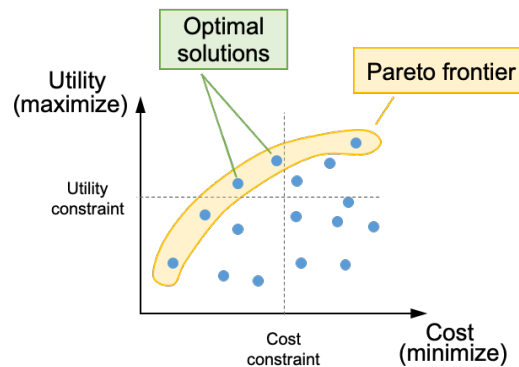 Optimal
solutions
Pareto frontier
Utility
(maximize)
Utility
constraint
Cost
constraint
Cost
(minimize)